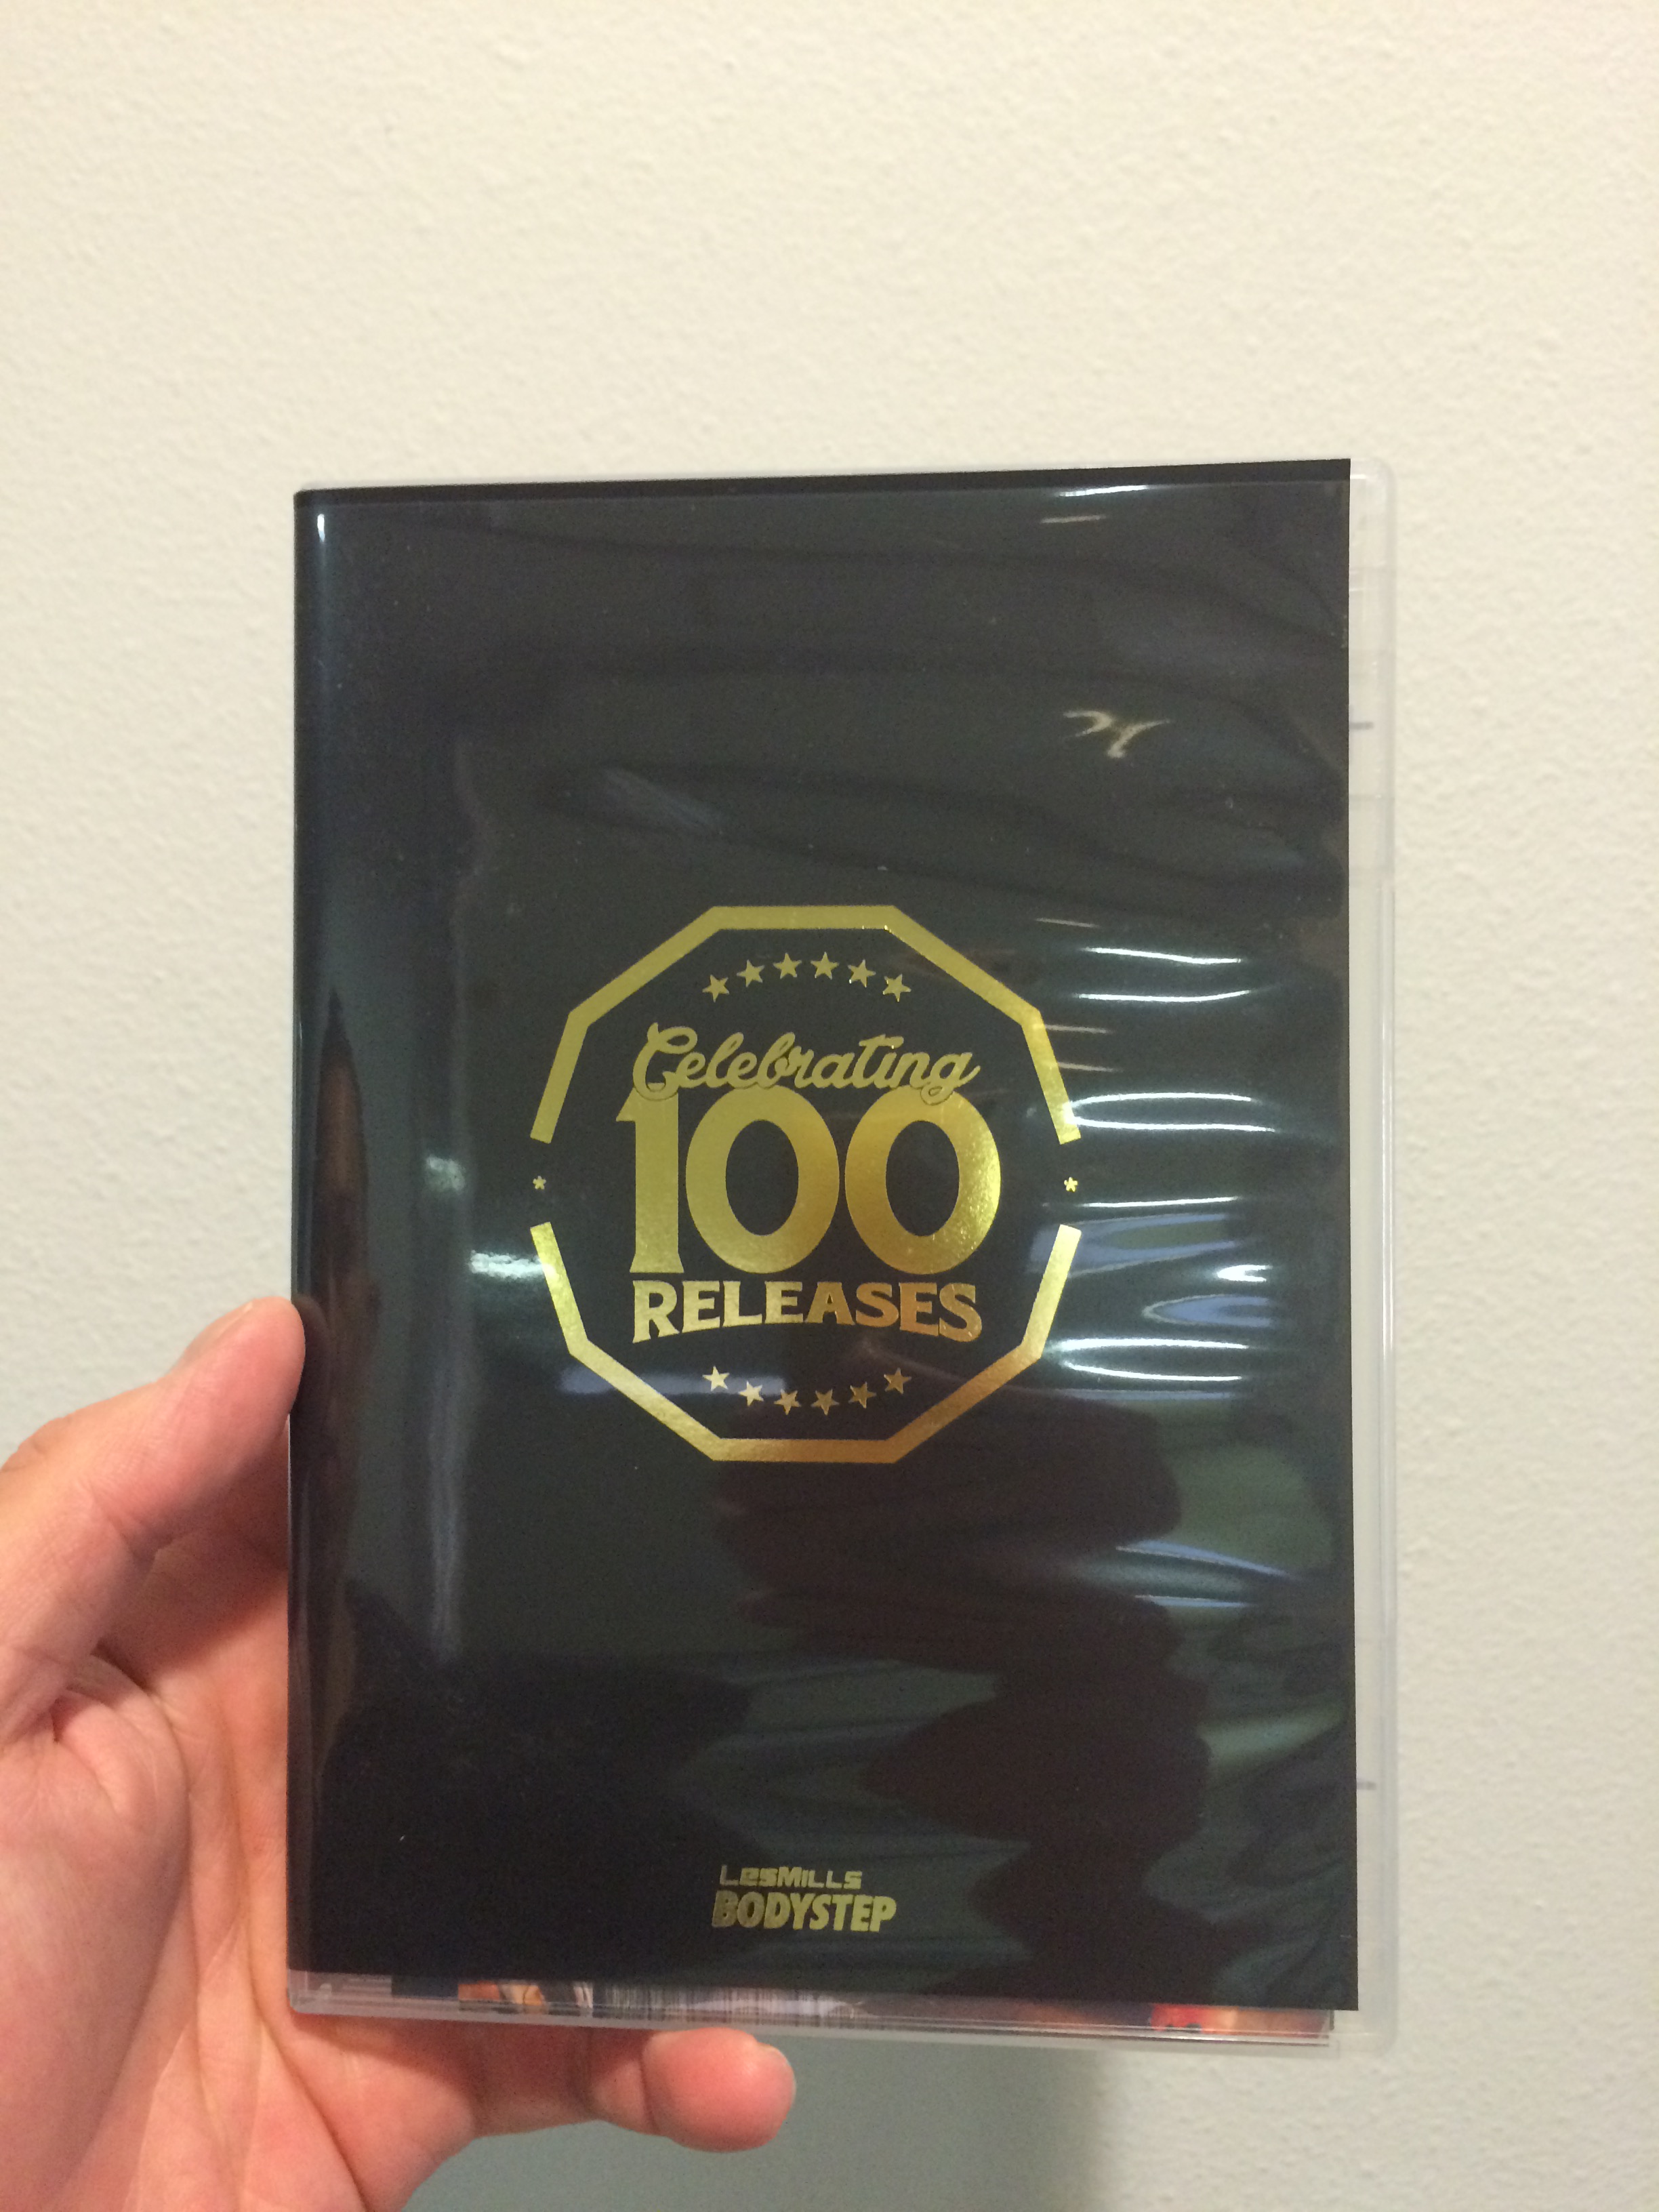 Celebrating
100
RELEASES
LESMILLS
BODYSTEP